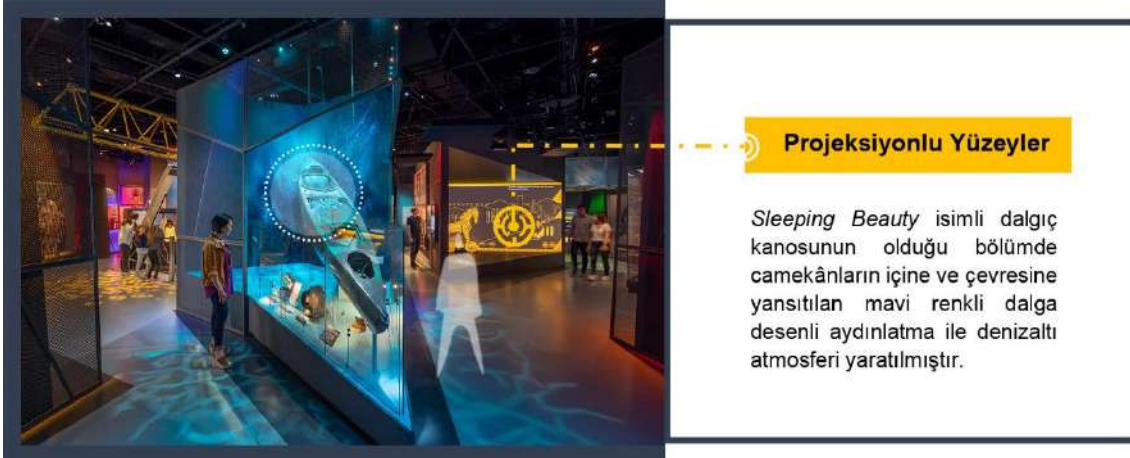 Projeksiyonlu Yüzeyler
Sleeping Beauty isimli dalgıç
kanosunun olduğu bölümde
camekânların içine ve çevresine
yansıtılan mavi renkli dalga
desenli aydınlatma ile denizaltı
atmosferi yaratılmıştır.